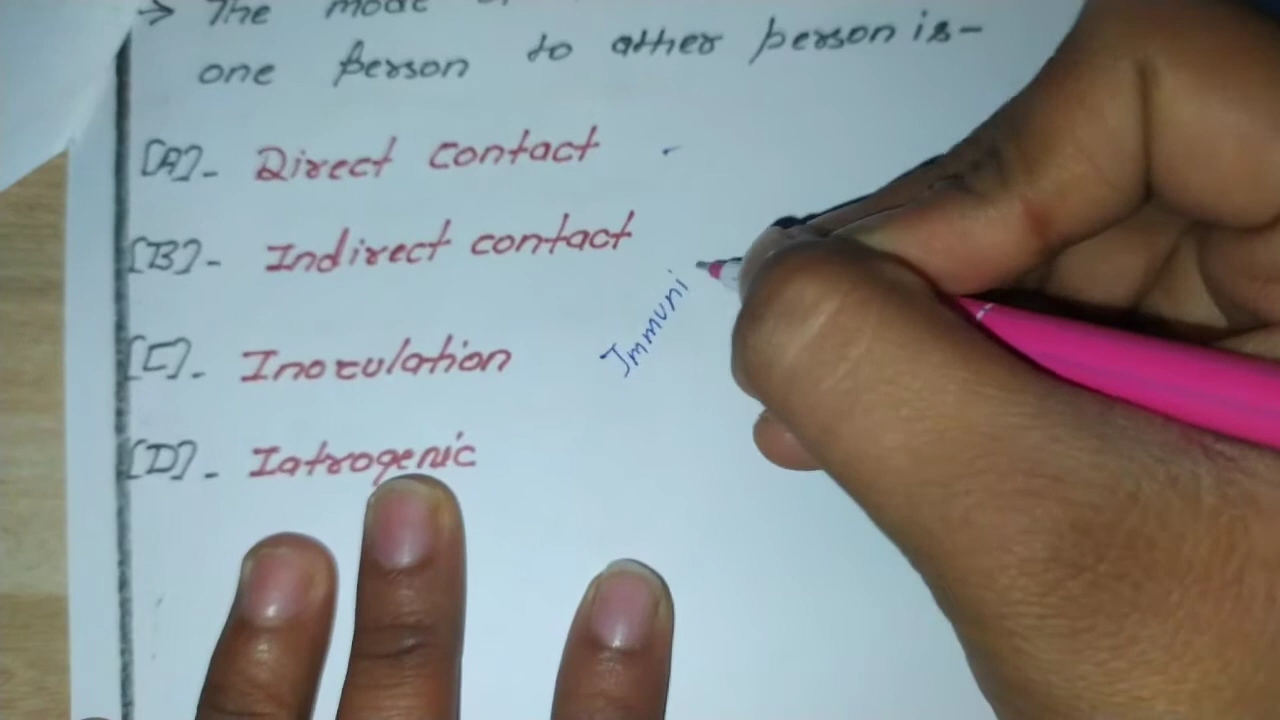 → The mode
one person to other person is-
[A]- Direct contact
[B]- Indirect contact
[C]- Inoculation
[D]- Iatrogenic
Immuni